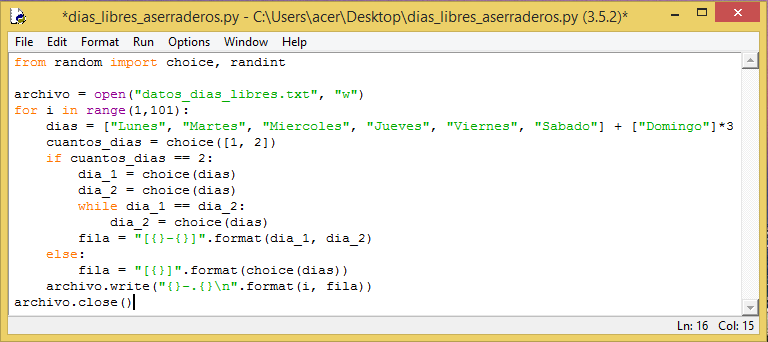 *dias_libres_aserraderos.py - C:\Users\acer\Desktop\dias_libres_aserraderos.py (3.5.2)*
File Edit Format Run Options Window Help
from random import choice, randint
archivo = open("datos_dias_libres.txt", "w")
for i in range(1,101):
    dias = ["Lunes", "Martes", "Miercoles", "Jueves", "Viernes", "Sabado"] + ["Domingo"]*3
    cuantos_dias = choice([1, 2])
    if cuantos_dias == 2:
        dia_1 = choice(dias)
        dia_2 = choice(dias)
        while dia_1 == dia_2:
            dia_2 = choice(dias)
        fila = "[{}-{}]".format(dia_1, dia_2)
    else:
        fila = "[{}]".format(choice(dias))
    archivo.write("{}-.{}\n".format(i, fila))
archivo.close()
Ln: 16 Col: 15